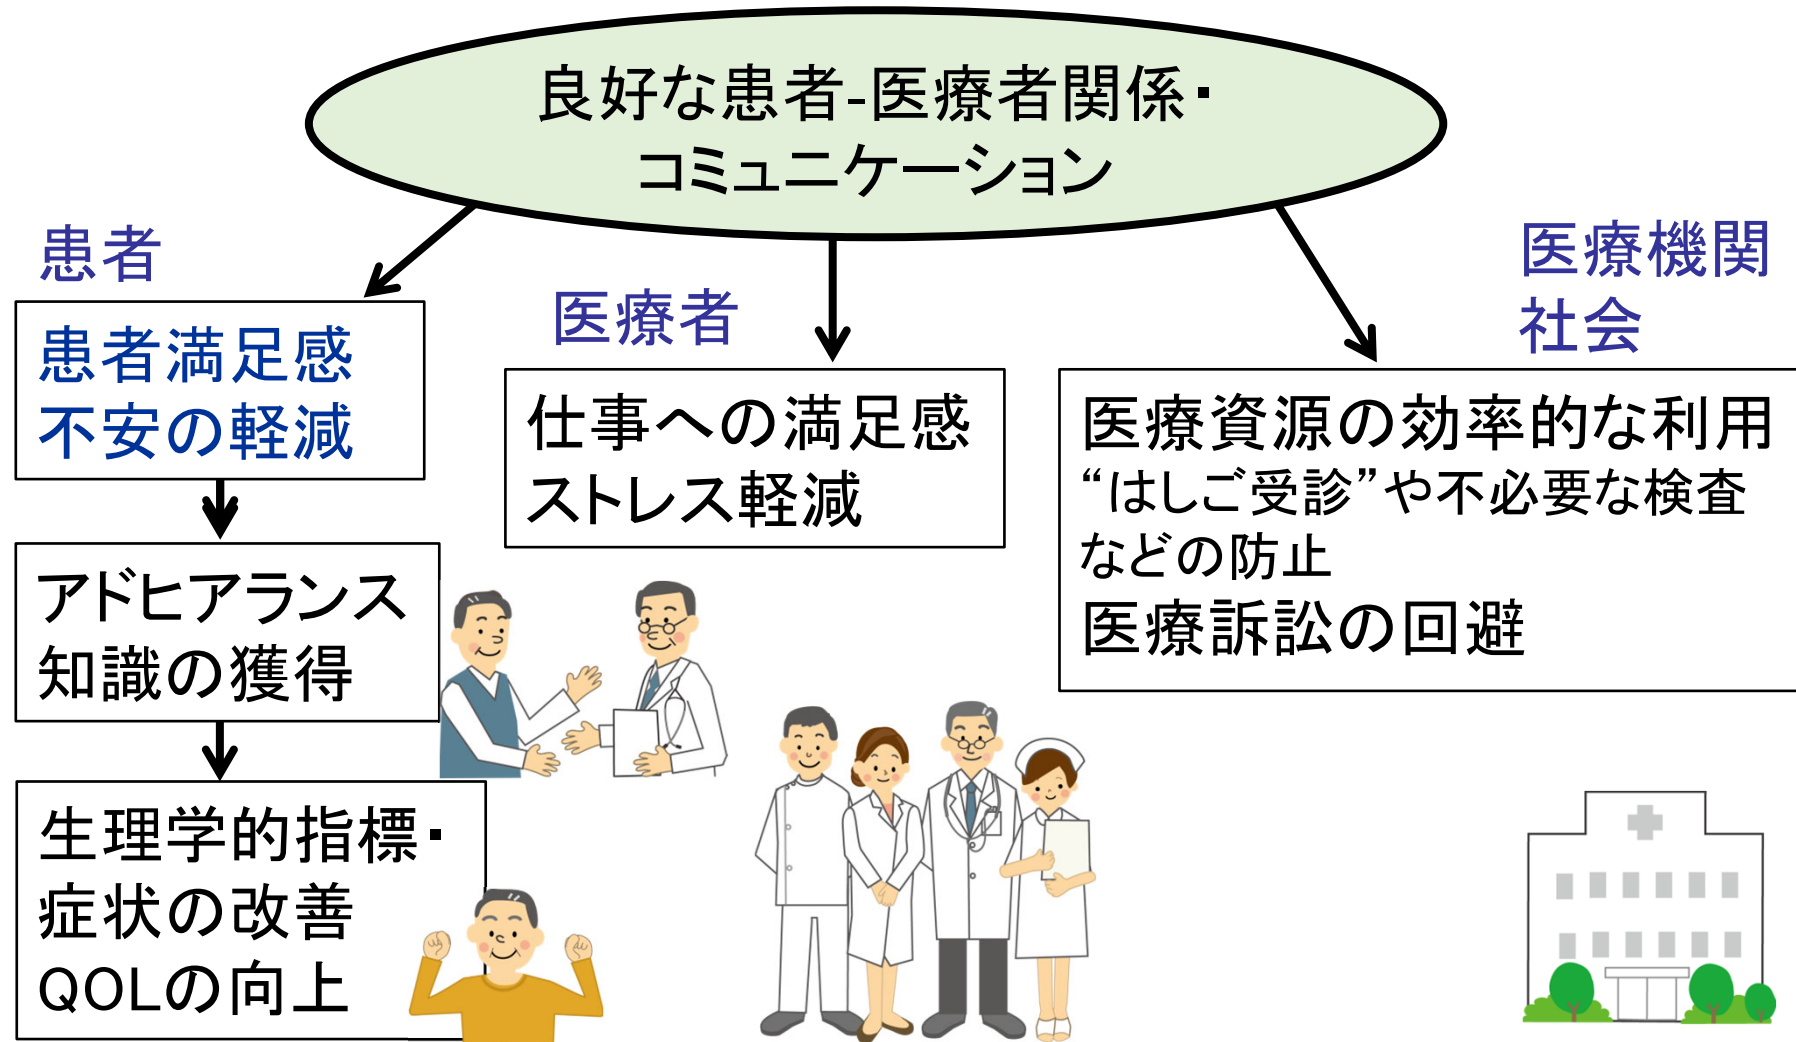 良好な患者-医療者関係・
コミュニケーション
患者
患者満足感
不安の軽減
アドヒアランス
知識の獲得
生理学的指標・
症状の改善
QOLの向上
医療者
仕事への満足感
ストレス軽減
医療機関
社会
医療資源の効率的な利用
“はしご受診”や不必要な検査
などの防止
医療訴訟の回避